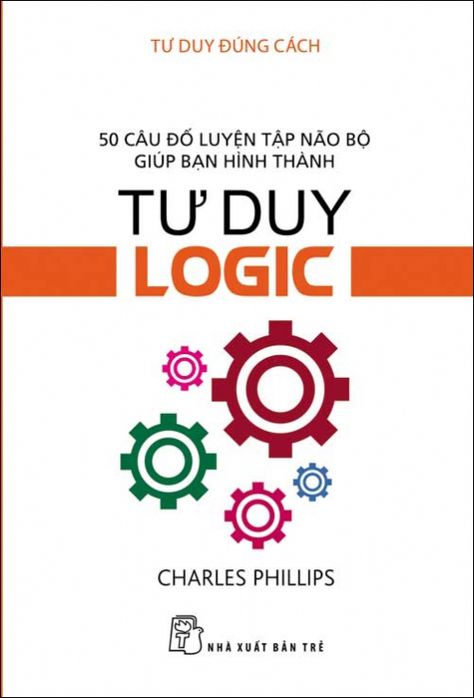 TƯ DUY ĐÚNG CÁCH
50 CÂU ĐỐ LUYỆN TẬP NÃO BỘ
GIÚP BẠN HÌNH THÀNH
TƯ DUY
LOGIC
CHARLES PHILLIPS
T
NHÀ XUẤT BẢN TRẺ